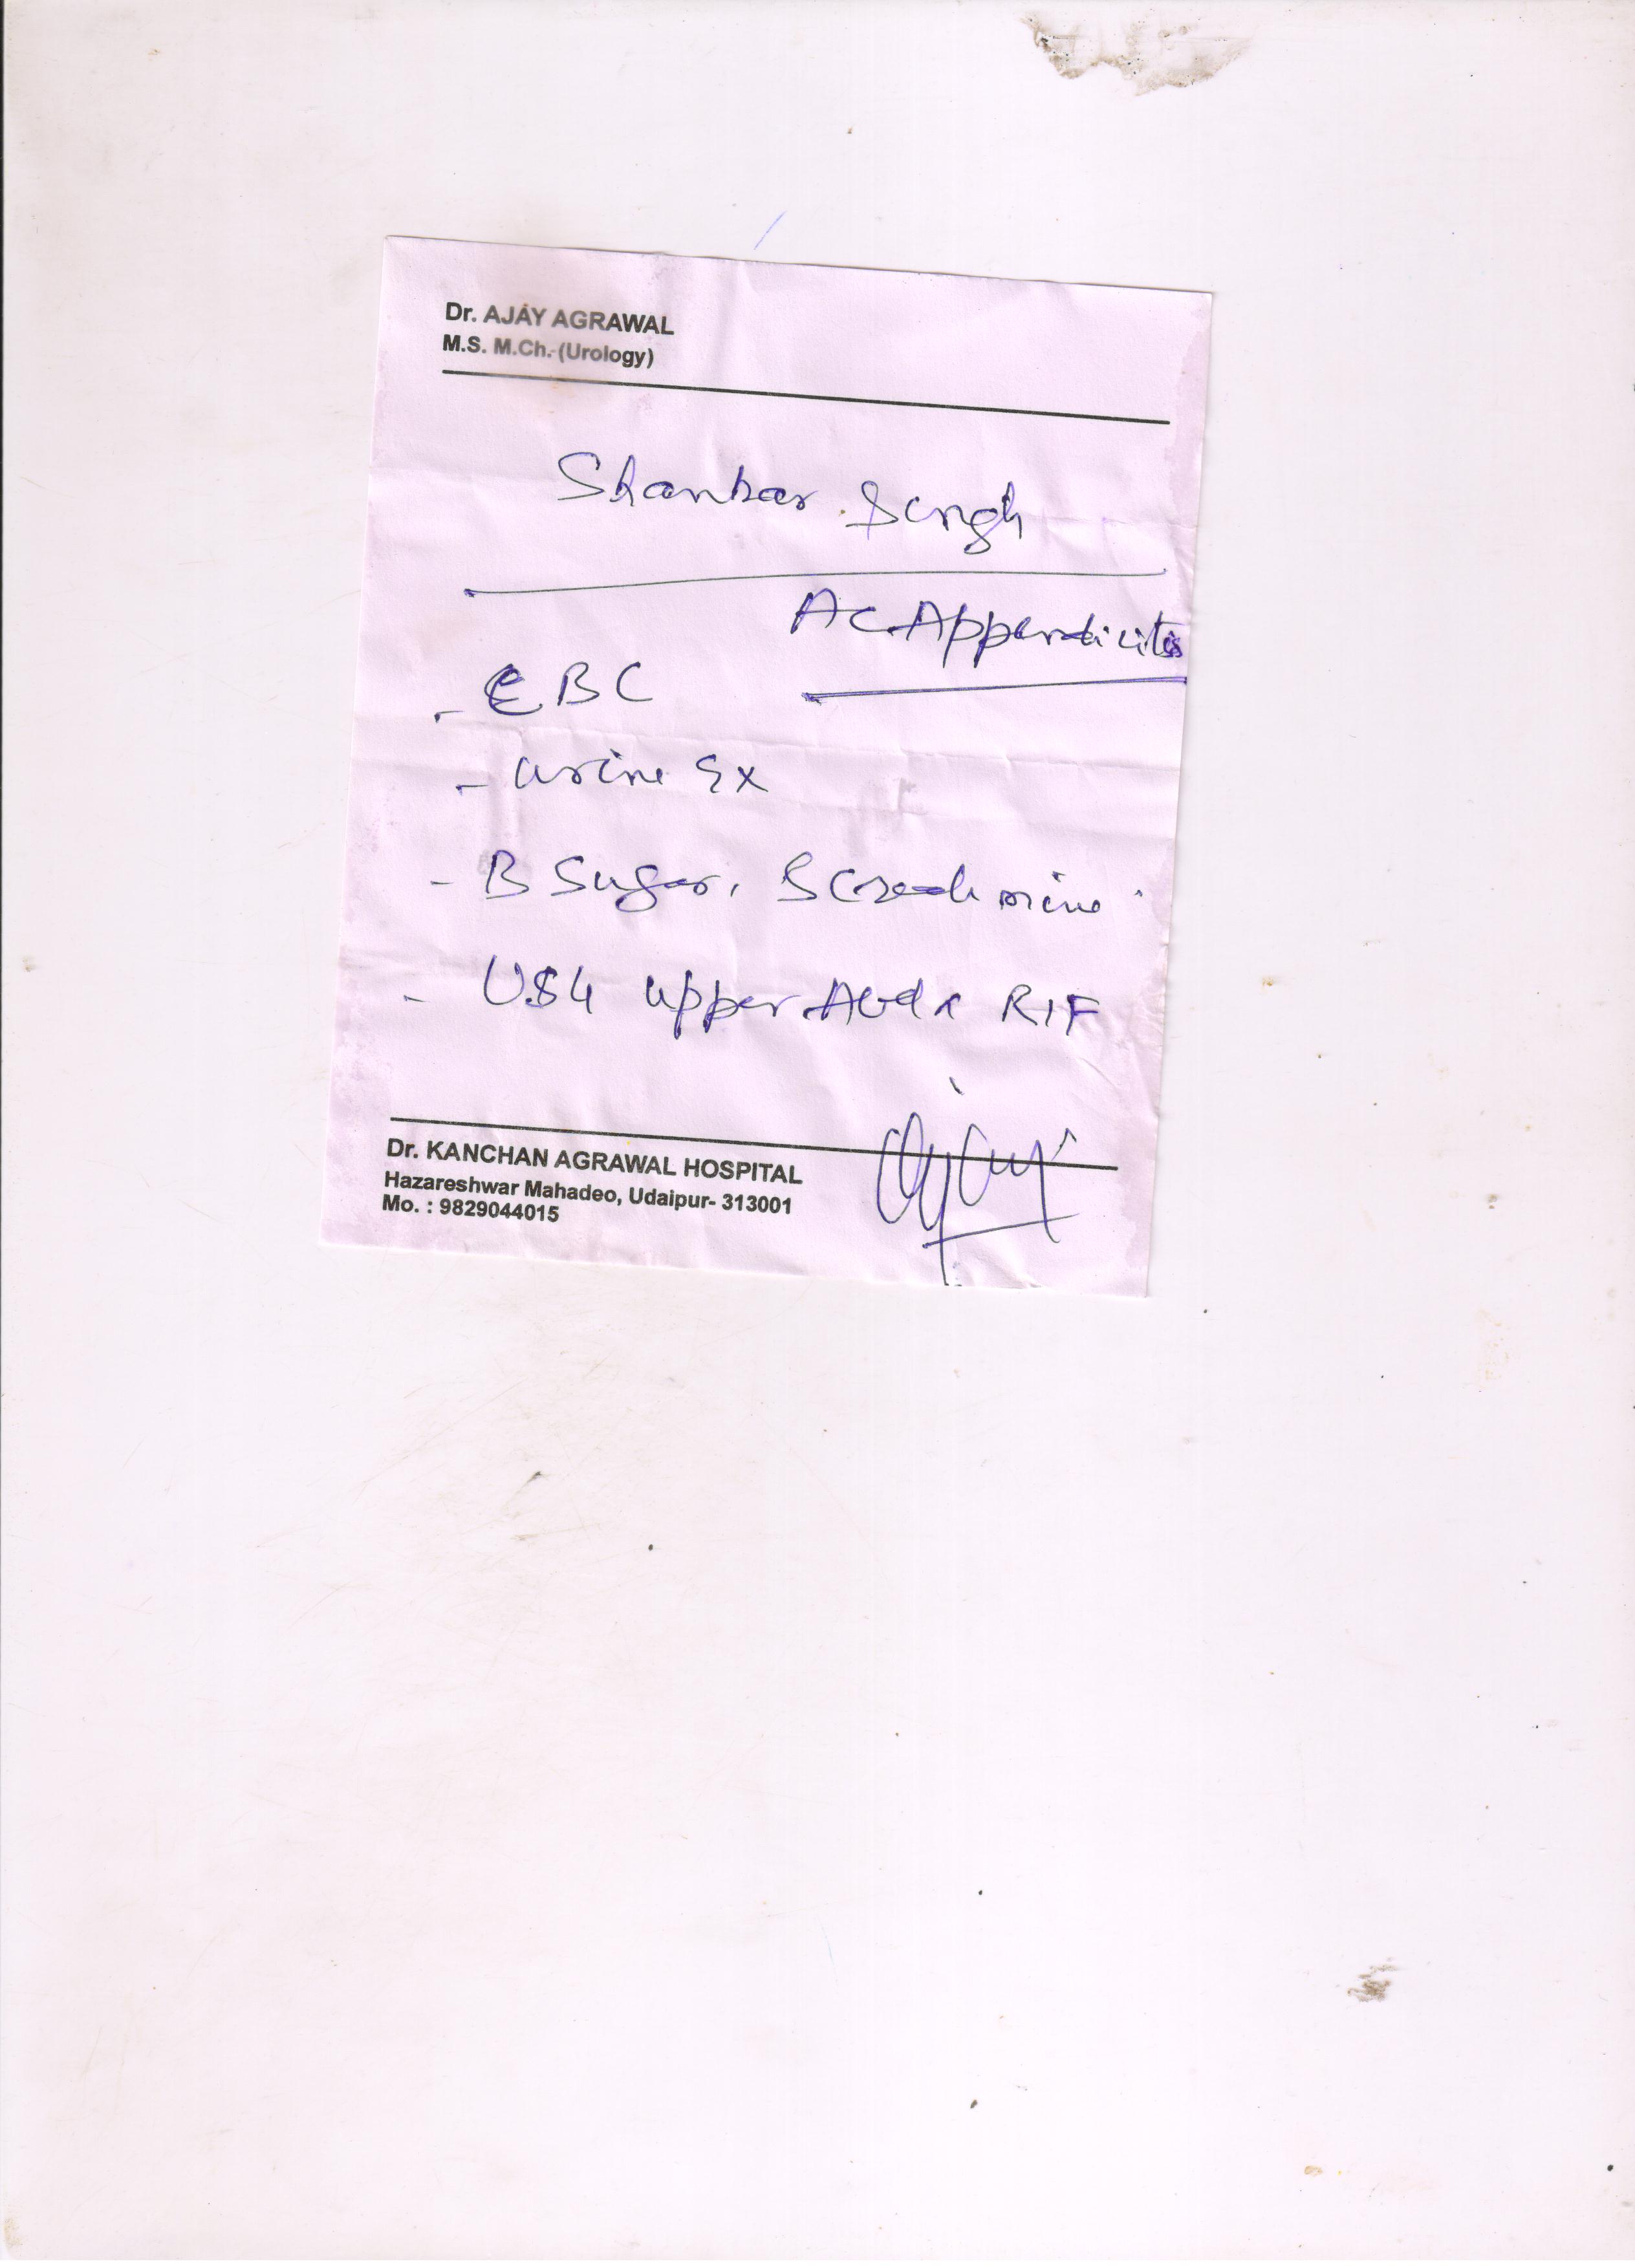 Dr. AJAY AGRAWAL
M.S. M.Ch. (Urology)
Shankar Singh
Ac. Appendicitis
- CBC
- urine Ex
- B Sugar, S Creatinine
- USG upper Abd & RIF
Dr. KANCHAN AGRAWAL HOSPITAL
Hazareshwar Mahadeo, Udaipur- 313001
Mo. : 9829044015